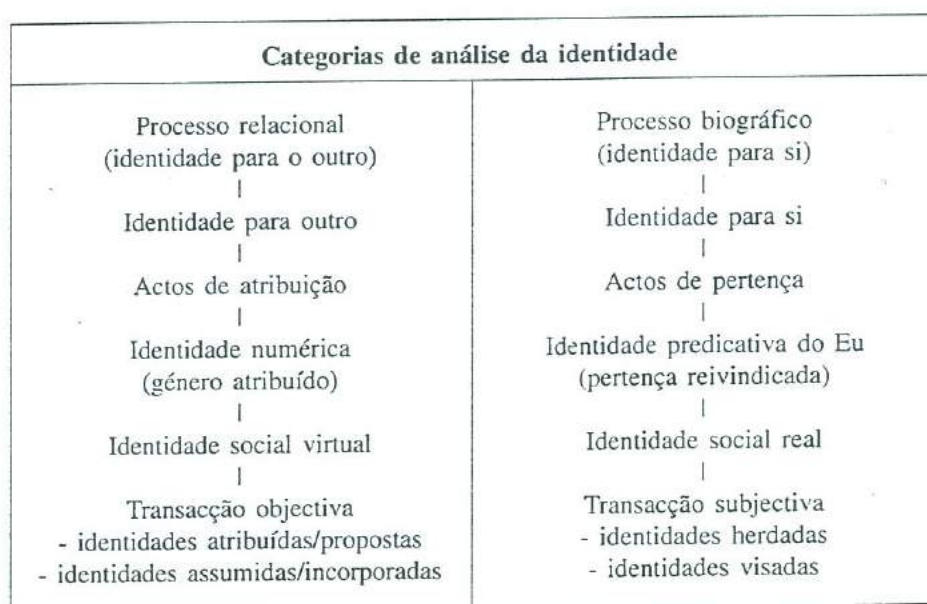 Categorias de análise da identidade
Processo relacional
(identidade para o outro)
Identidade para outro
Actos de atribuição
Identidade numérica
(género atribuído)
Identidade social virtual
Transacção objectiva
- identidades atribuídas/propostas
- identidades assumidas/incorporadas
Processo biográfico
(identidade para si)
Identidade para si
Actos de pertença
Identidade predicativa do Eu
(pertença reivindicada)
Identidade social real
Transacção subjectiva
- identidades herdadas
- identidades visadas